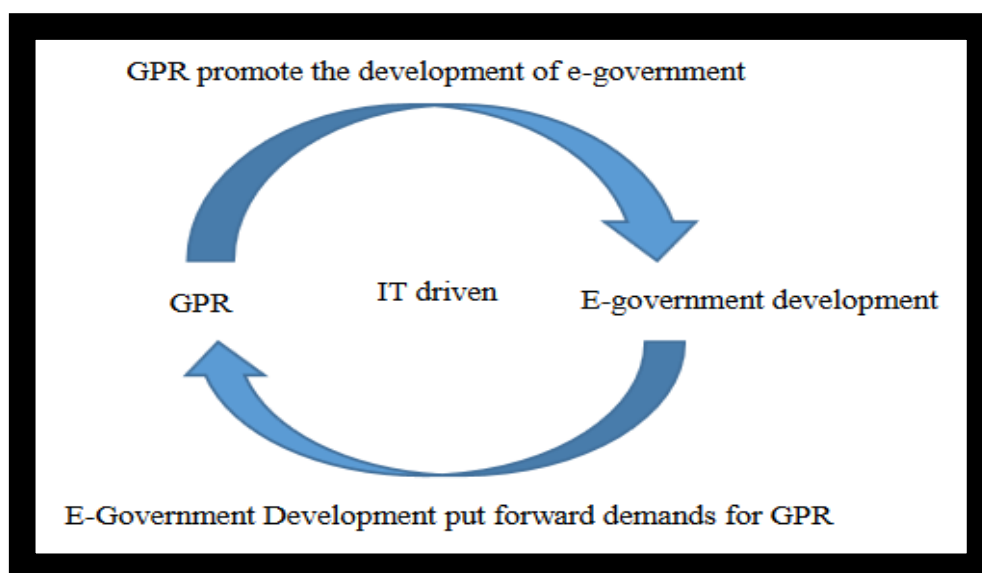 GPR promote the development of e-government
IT driven
GPR
E-government development
E-Government Development put forward demands for GPR